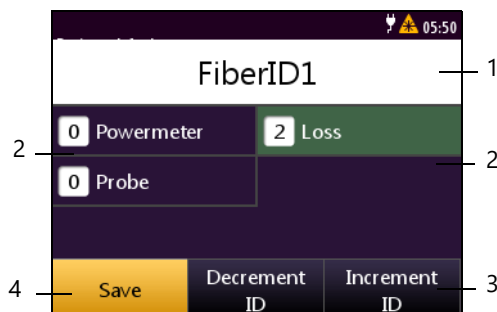 05:50
FiberID1
1
0 Powermeter
2 Loss
2
2
0 Probe
4
Save
Decrement
ID
Increment
ID
3